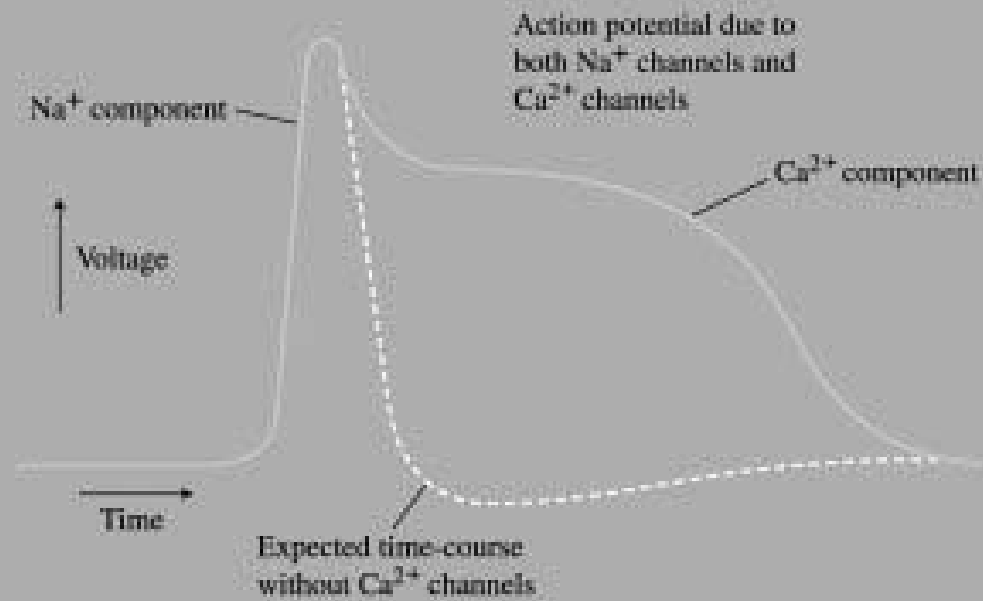 Action potential due to
both Na⁺ channels and
Ca²⁺ channels
Na⁺ component
Ca²⁺ component
Voltage
Time
Expected time-course
without Ca²⁺ channels